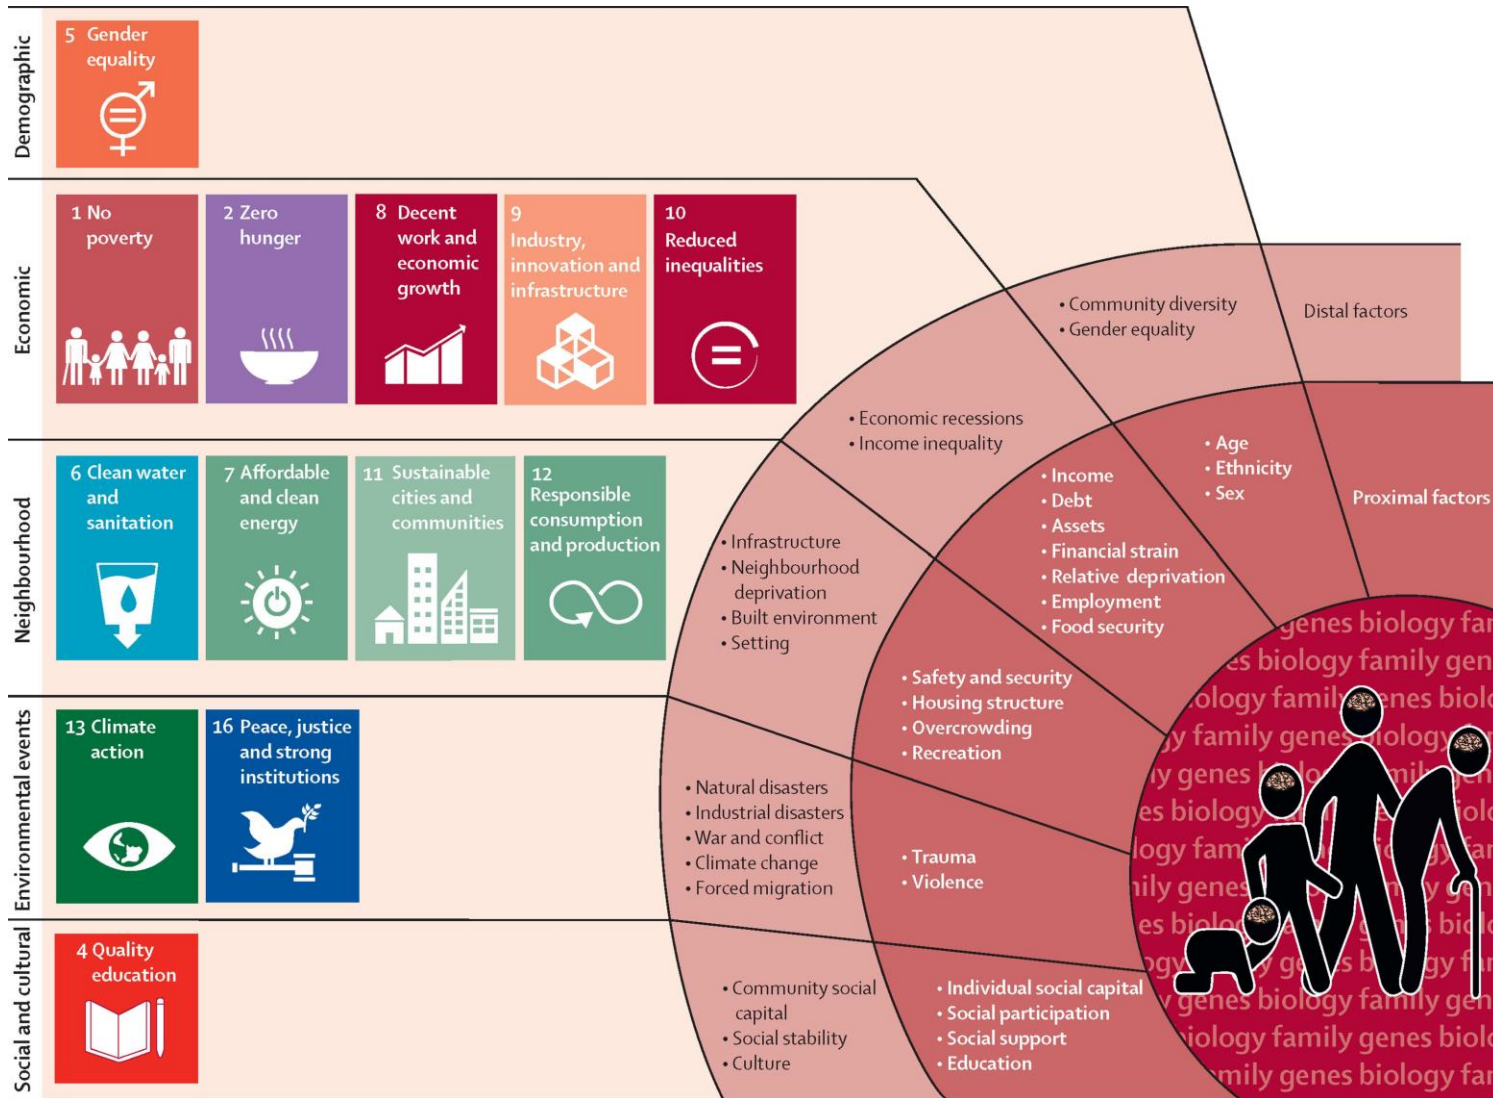 Demographic
5 Gender
equality
Economic
1 No
poverty
2 Zero
hunger
8 Decent
work and
economic
growth
9
Industry,
innovation and
infrastructure
10
Reduced
inequalities
Neighbourhood
6 Clean water
and
sanitation
7 Affordable
and clean
energy
11 Sustainable
cities and
communities
12
Responsible
consumption
and production
Environmental events
13 Climate
action
16 Peace, justice
and strong
institutions
Social and cultural
4 Quality
education
Distal factors
• Community diversity
• Gender equality
• Economic recessions
• Income inequality
• Infrastructure
• Neighbourhood
deprivation
• Built environment
• Setting
• Natural disasters
• Industrial disasters
• War and conflict
• Climate change
• Forced migration
• Community social
capital
• Social stability
• Culture
Proximal factors
• Age
• Ethnicity
• Sex
• Income
• Debt
• Assets
• Financial strain
• Relative deprivation
• Employment
• Food security
• Safety and security
• Housing structure
• Overcrowding
• Recreation
• Trauma
• Violence
• Individual social capital
• Social participation
• Social support
• Education
genes biology
biology family
family genes
genes biology family
family genes biology